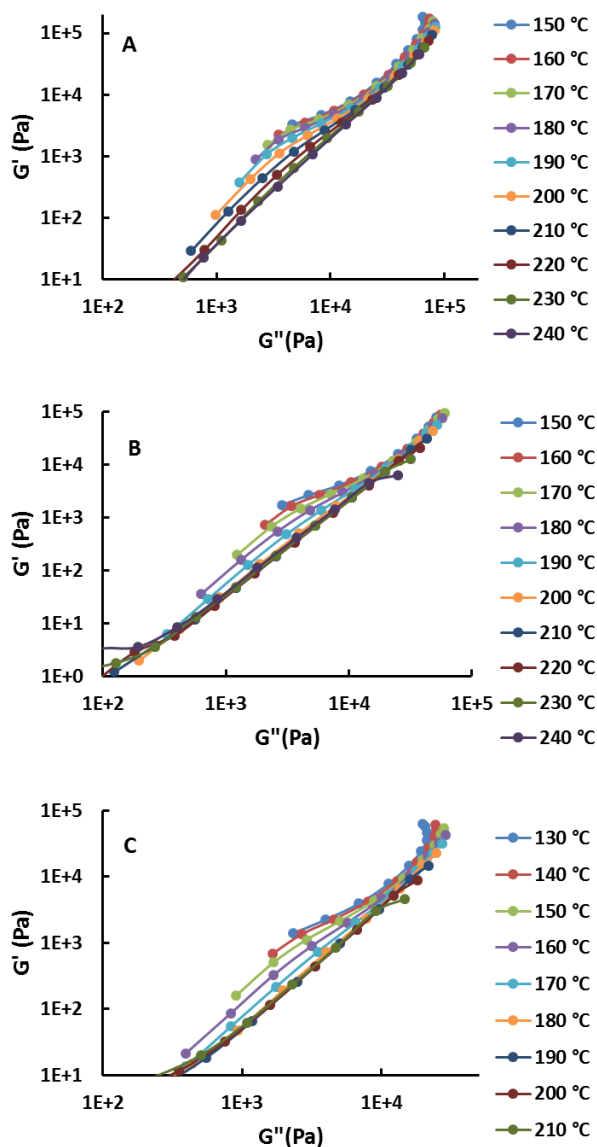 A
G' (Pa)
1E+5
1E+4
1E+3
1E+2
1E+1
1E+2
1E+3
1E+4
1E+5
G"(Pa)
150 °C
160 °C
170 °C
180 °C
190 °C
200 °C
210 °C
220 °C
230 °C
240 °C
B
G' (Pa)
1E+5
1E+4
1E+3
1E+2
1E+1
1E+0
1E+2
1E+3
1E+4
1E+5
G"(Pa)
150 °C
160 °C
170 °C
180 °C
190 °C
200 °C
210 °C
220 °C
230 °C
240 °C
C
G' (Pa)
1E+5
1E+4
1E+3
1E+2
1E+1
1E+2
1E+3
1E+4
G"(Pa)
130 °C
140 °C
150 °C
160 °C
170 °C
180 °C
190 °C
200 °C
210 °C